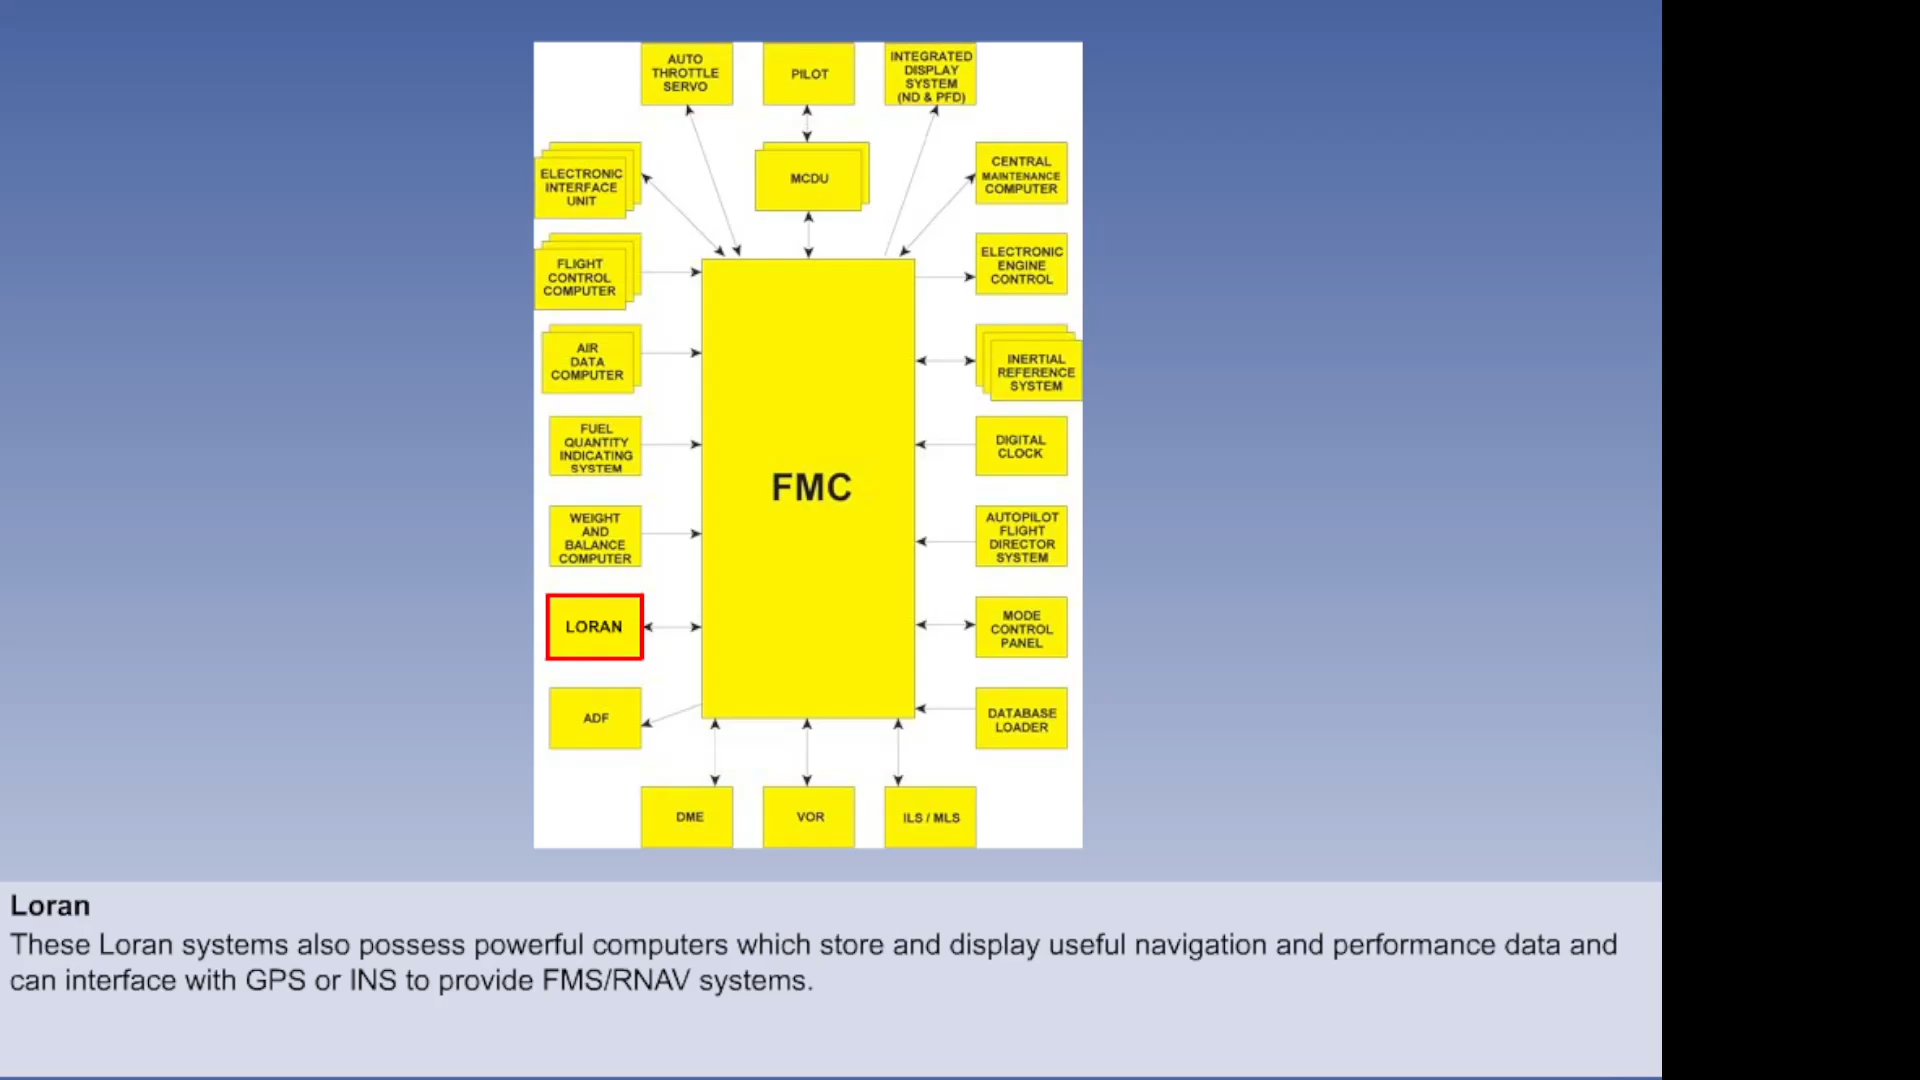 AUTO
THROTTLE
SERVO
PILOT
INTEGRATED
DISPLAY
SYSTEM
(ND & PFD)
ELECTRONIC
INTERFACE
UNIT
MCDU
CENTRAL
MAINTENANCE
COMPUTER
FLIGHT
CONTROL
COMPUTER
ELECTRONIC
ENGINE
CONTROL
AIR
DATA
COMPUTER
INERTIAL
REFERENCE
SYSTEM
FUEL
QUANTITY
INDICATING
SYSTEM
DIGITAL
CLOCK
FMC
WEIGHT
AND
BALANCE
COMPUTER
AUTOPILOT
FLIGHT
DIRECTOR
SYSTEM
LORAN
MODE
CONTROL
PANEL
ADF
DATABASE
LOADER
DME
VOR
ILS / MLS
Loran
These Loran systems also possess powerful computers which store and display useful navigation and performance data and
can interface with GPS or INS to provide FMS/RNAV systems.